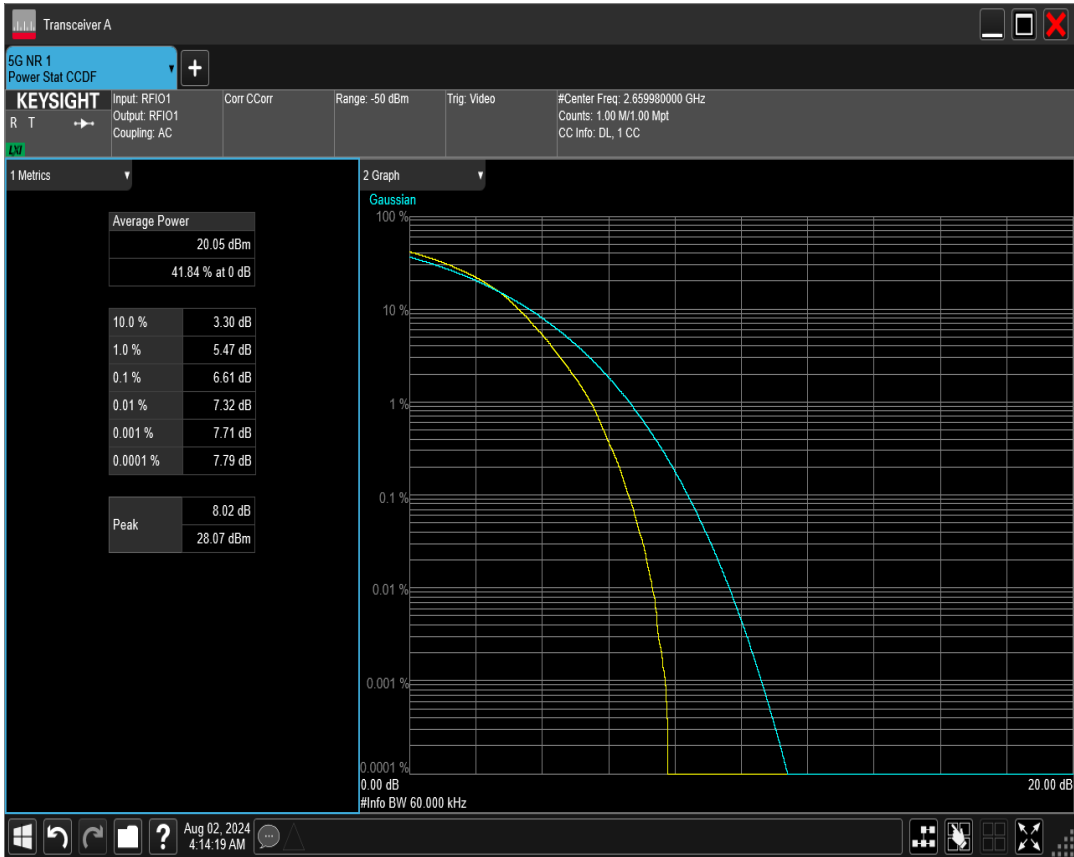 Transceiver A
5G NR 1
Power Stat CCDF
KEYSIGHT
R T
LXI
Input: RFIO1
Output: RFIO1
Coupling: AC
Corr CCorr
Range: -50 dBm
Trig: Video
#Center Freq: 2.659980000 GHz
Counts: 1.00 M/1.00 Mpt
CC Info: DL, 1 CC
1 Metrics
Average Power
20.05 dBm
41.84 % at 0 dB
10.0 % 3.30 dB
1.0 % 5.47 dB
0.1 % 6.61 dB
0.01 % 7.32 dB
0.001 % 7.71 dB
0.0001 % 7.79 dB
Peak
8.02 dB
28.07 dBm
2 Graph
Gaussian
100 %
10 %
1 %
0.1 %
0.01 %
0.001 %
0.0001 %
0.00 dB 20.00 dB
#Info BW 60.000 kHz
Aug 02, 2024
4:14:19 AM